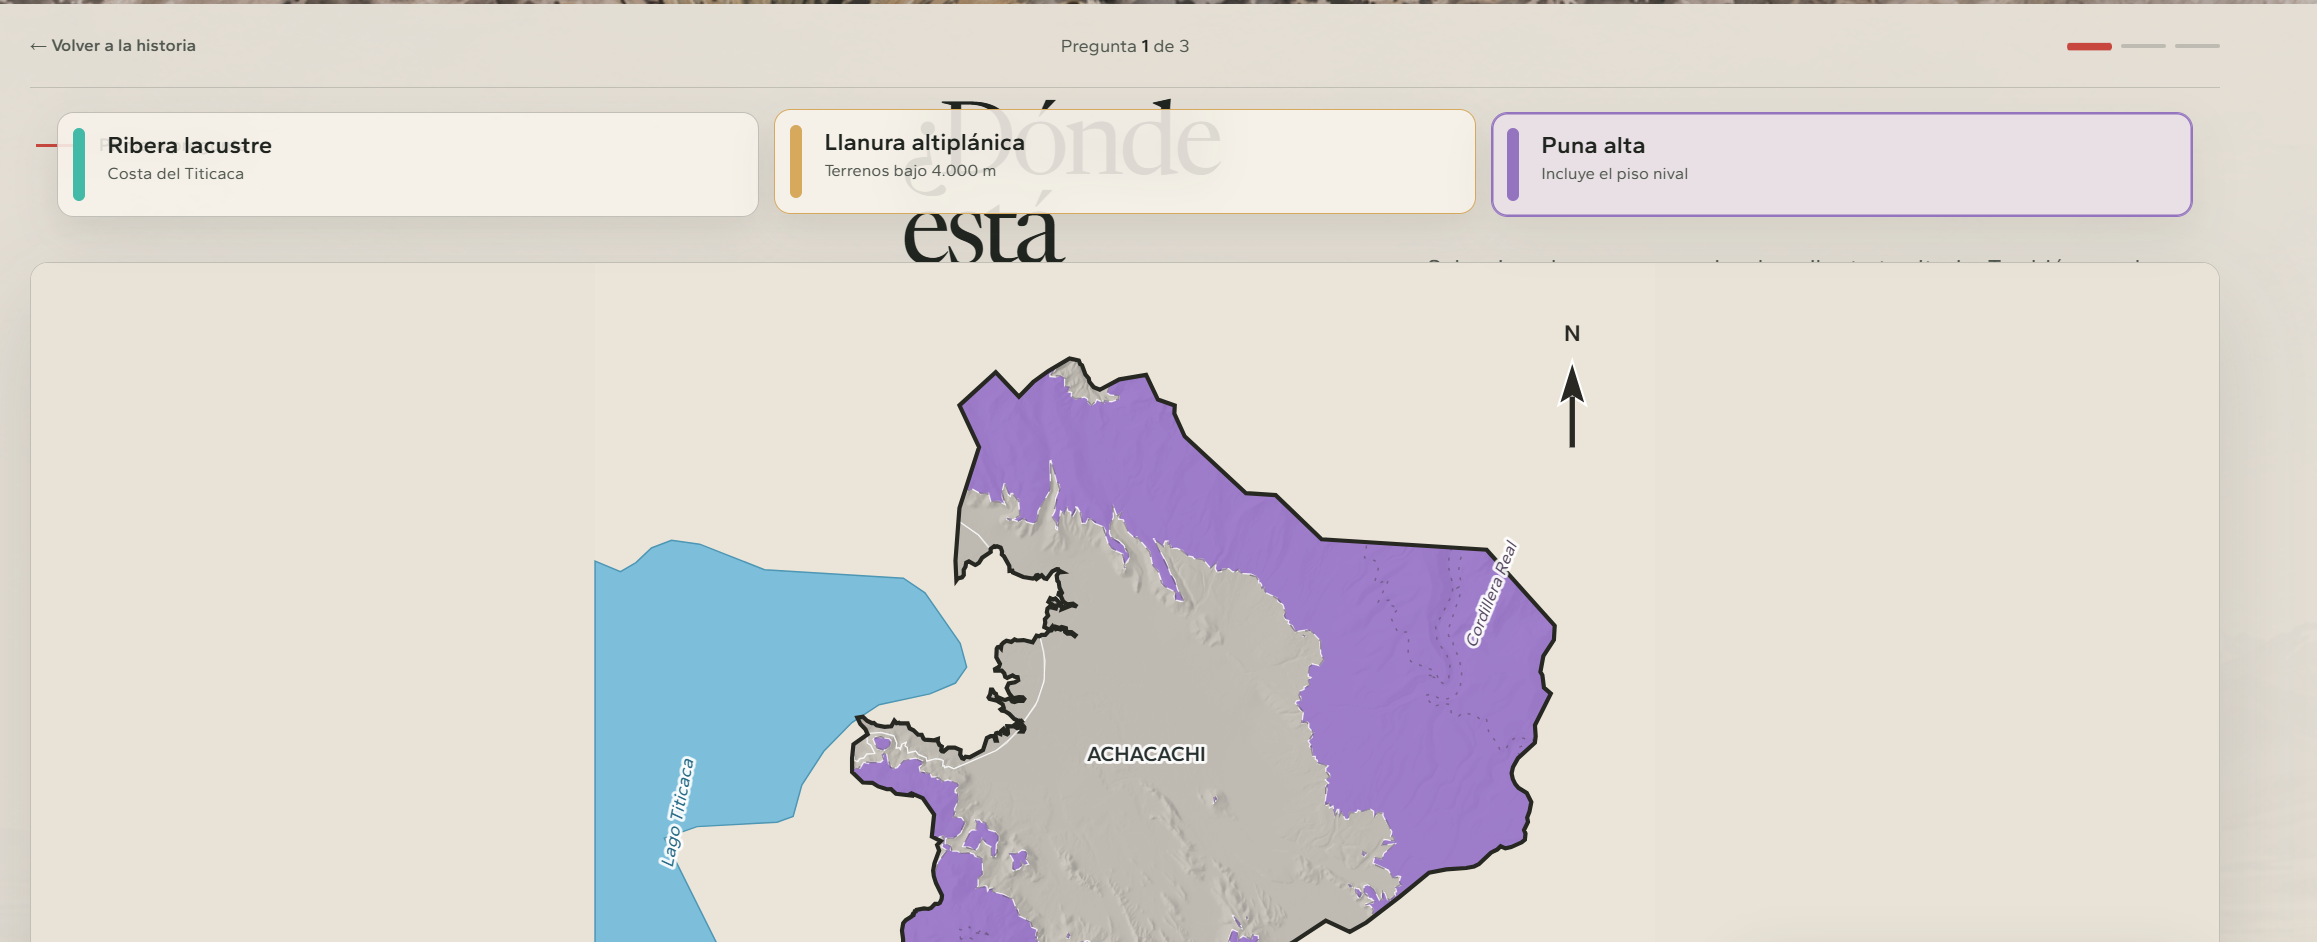 ← Volver a la historia
Pregunta 1 de 3
¿Dónde
está
Ribera lacustre
Costa del Titicaca
Llanura altiplánica
Terrenos bajo 4.000 m
Puna alta
Incluye el piso nival
N
Cordillera Real
ACHACACHI
Lago Titicaca